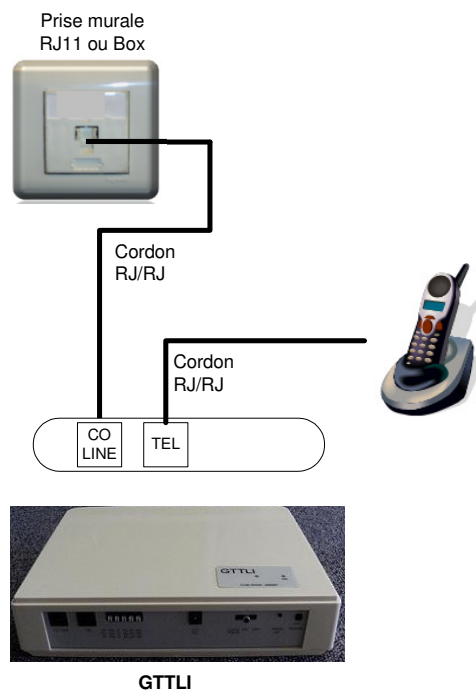 Prise murale
RJ11 ou Box
Cordon
RJ/RJ
Cordon
RJ/RJ
CO
LINE
TEL
GTTLI
GTTLI